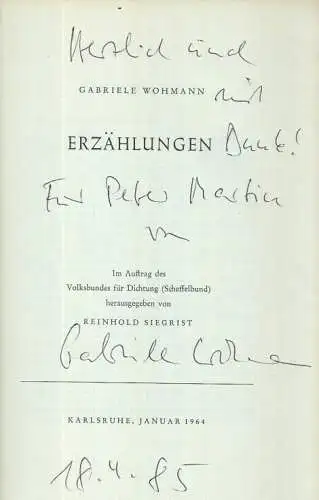 Herzlich und
GABRIELE WOHMANN mit
ERZÄHLUNGEN Dank!
Für Peter Martin
von
Im Auftrag des
Volksbundes für Dichtung (Scheffelbund)
herausgegeben von
REINHOLD SIEGRIST
Gabriele Wohmann
KARLSRUHE, JANUAR 1964
18.4.85